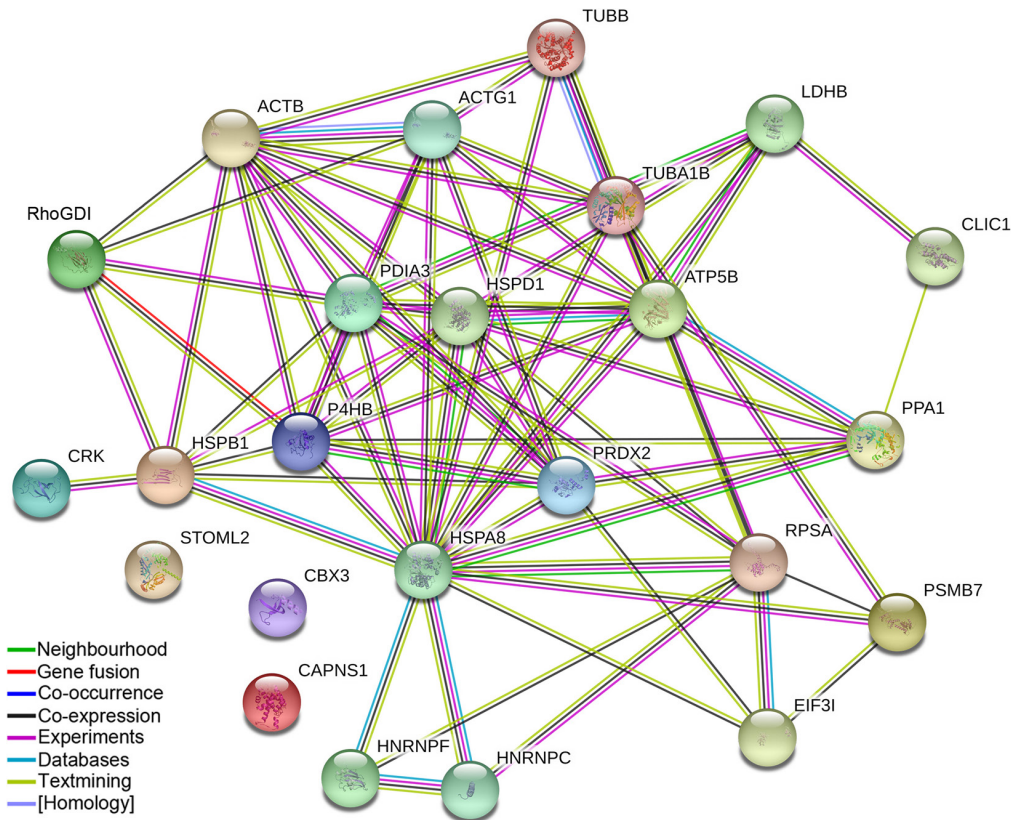 TUBB
LDHB
ACTB
ACTG1
TUBA1B
RhoGDI
CLIC1
PDIA3
HSPD1
ATP5B
P4HB
PPA1
CRK
HSPB1
PRDX2
STOML2
HSPA8
RPSA
CBX3
PSMB7
CAPNS1
EIF3I
HNRNPF
HNRNPC
Neighbourhood
Gene fusion
Co-occurrence
Co-expression
Experiments
Databases
Textmining
[Homology]